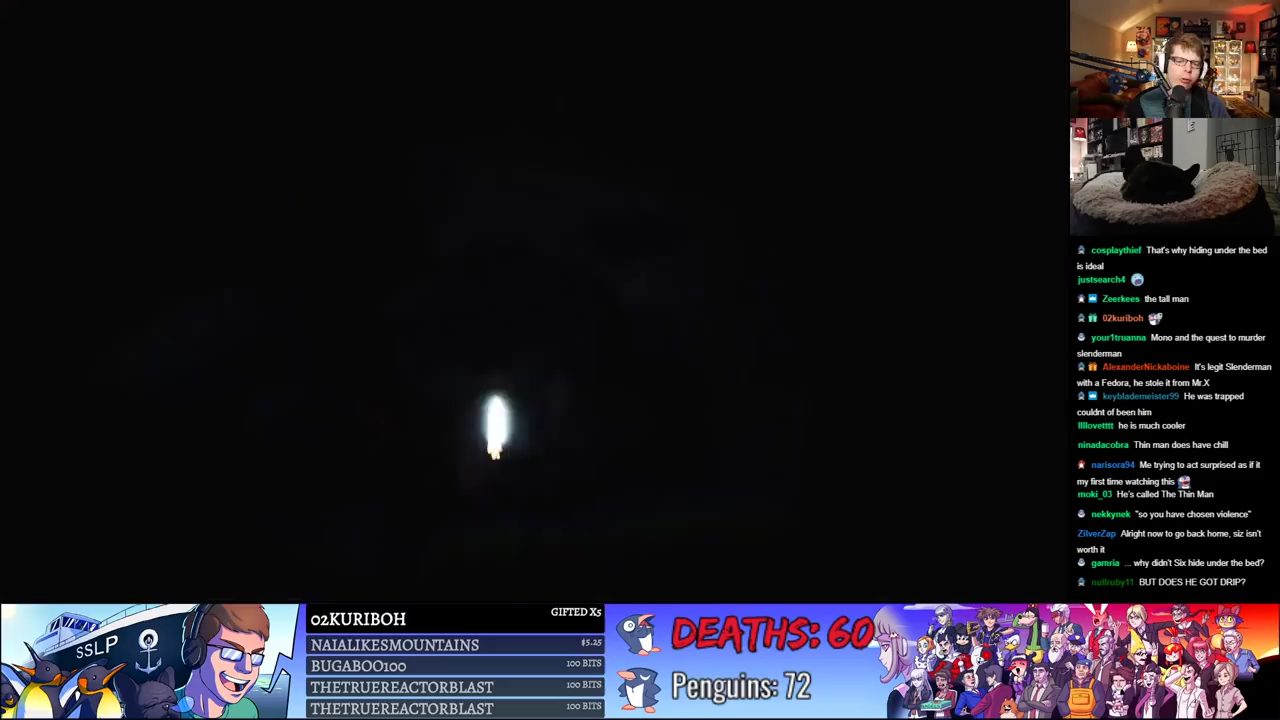 cosplaythief That's why hiding under the bed
is ideal
justsearch4
Zeerkees the tall man
02kuriboh
your1truanna Mono and the quest to murder
slenderman
AlexanderNickaboine It's legit Slenderman
with a Fedora, he stole it from Mr.X
keyblademeister99 He was trapped
couldnt of been him
llllovetttt he is much cooler
ninadacobra Thin man does have chill
narisora94 Me trying to act surprised as if it
my first time watching this
moki_03 He's called The Thin Man
nekkynek "so you have chosen violence"
ZilverZap Alright now to go back home, siz isn't
worth it
gamria ... why didn't Six hide under the bed?
nullruby11 BUT DOES HE GOT DRIP?
SSLP
02KURIBOH GIFTED X5
NAIALIKESMOUNTAINS $5.25
BUGABOO100 100 BITS
THETRUEREACTORBLAST 100 BITS
THETRUEREACTORBLAST 100 BITS
DEATHS: 60
Penguins: 72